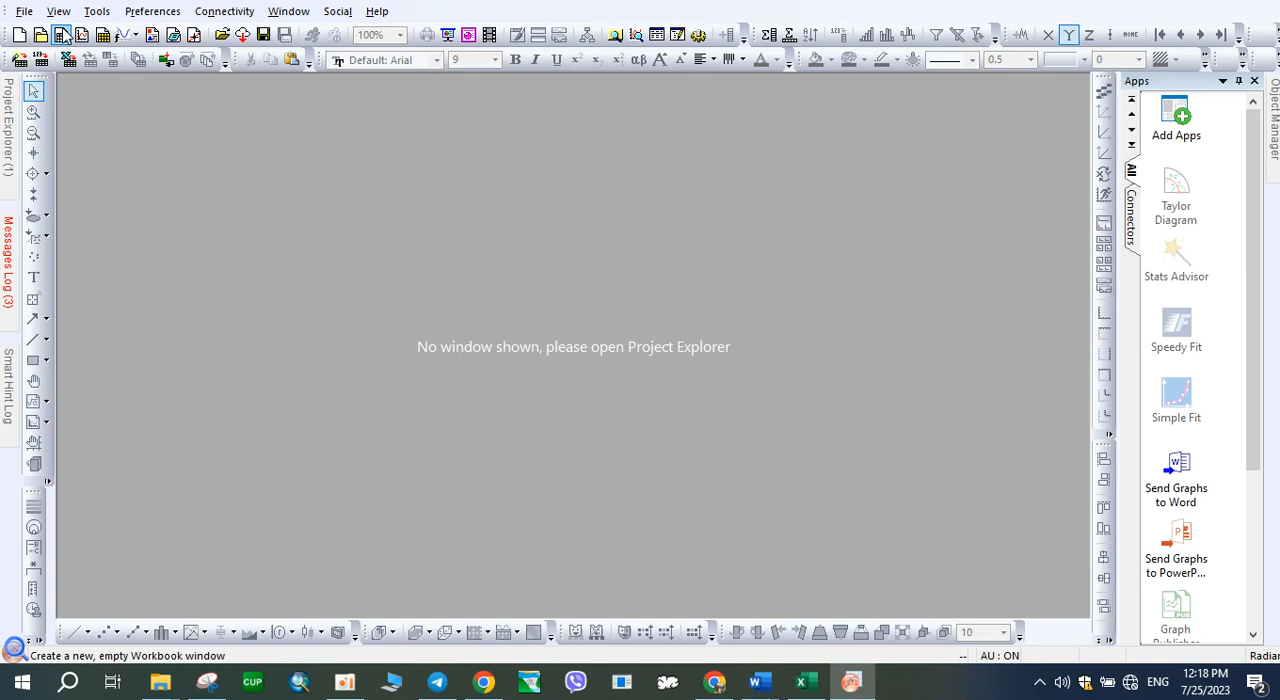 File View Tools Preferences Connectivity Window Social Help
100%
Default: Arial 9 B I U αβ A A 0.5 0
X Y Z
Project Explorer (1)
Messages Log (3)
Smart Hint Log
No window shown, please open Project Explorer
Apps
All
Connectors
Add Apps
Taylor
Diagram
Stats Advisor
Speedy Fit
Simple Fit
Send Graphs
to Word
Send Graphs
to PowerP...
Graph
Object Manager
10
Create a new, empty Workbook window -- AU : ON Radian
CUP
ENG
12:18 PM
7/25/2023
2